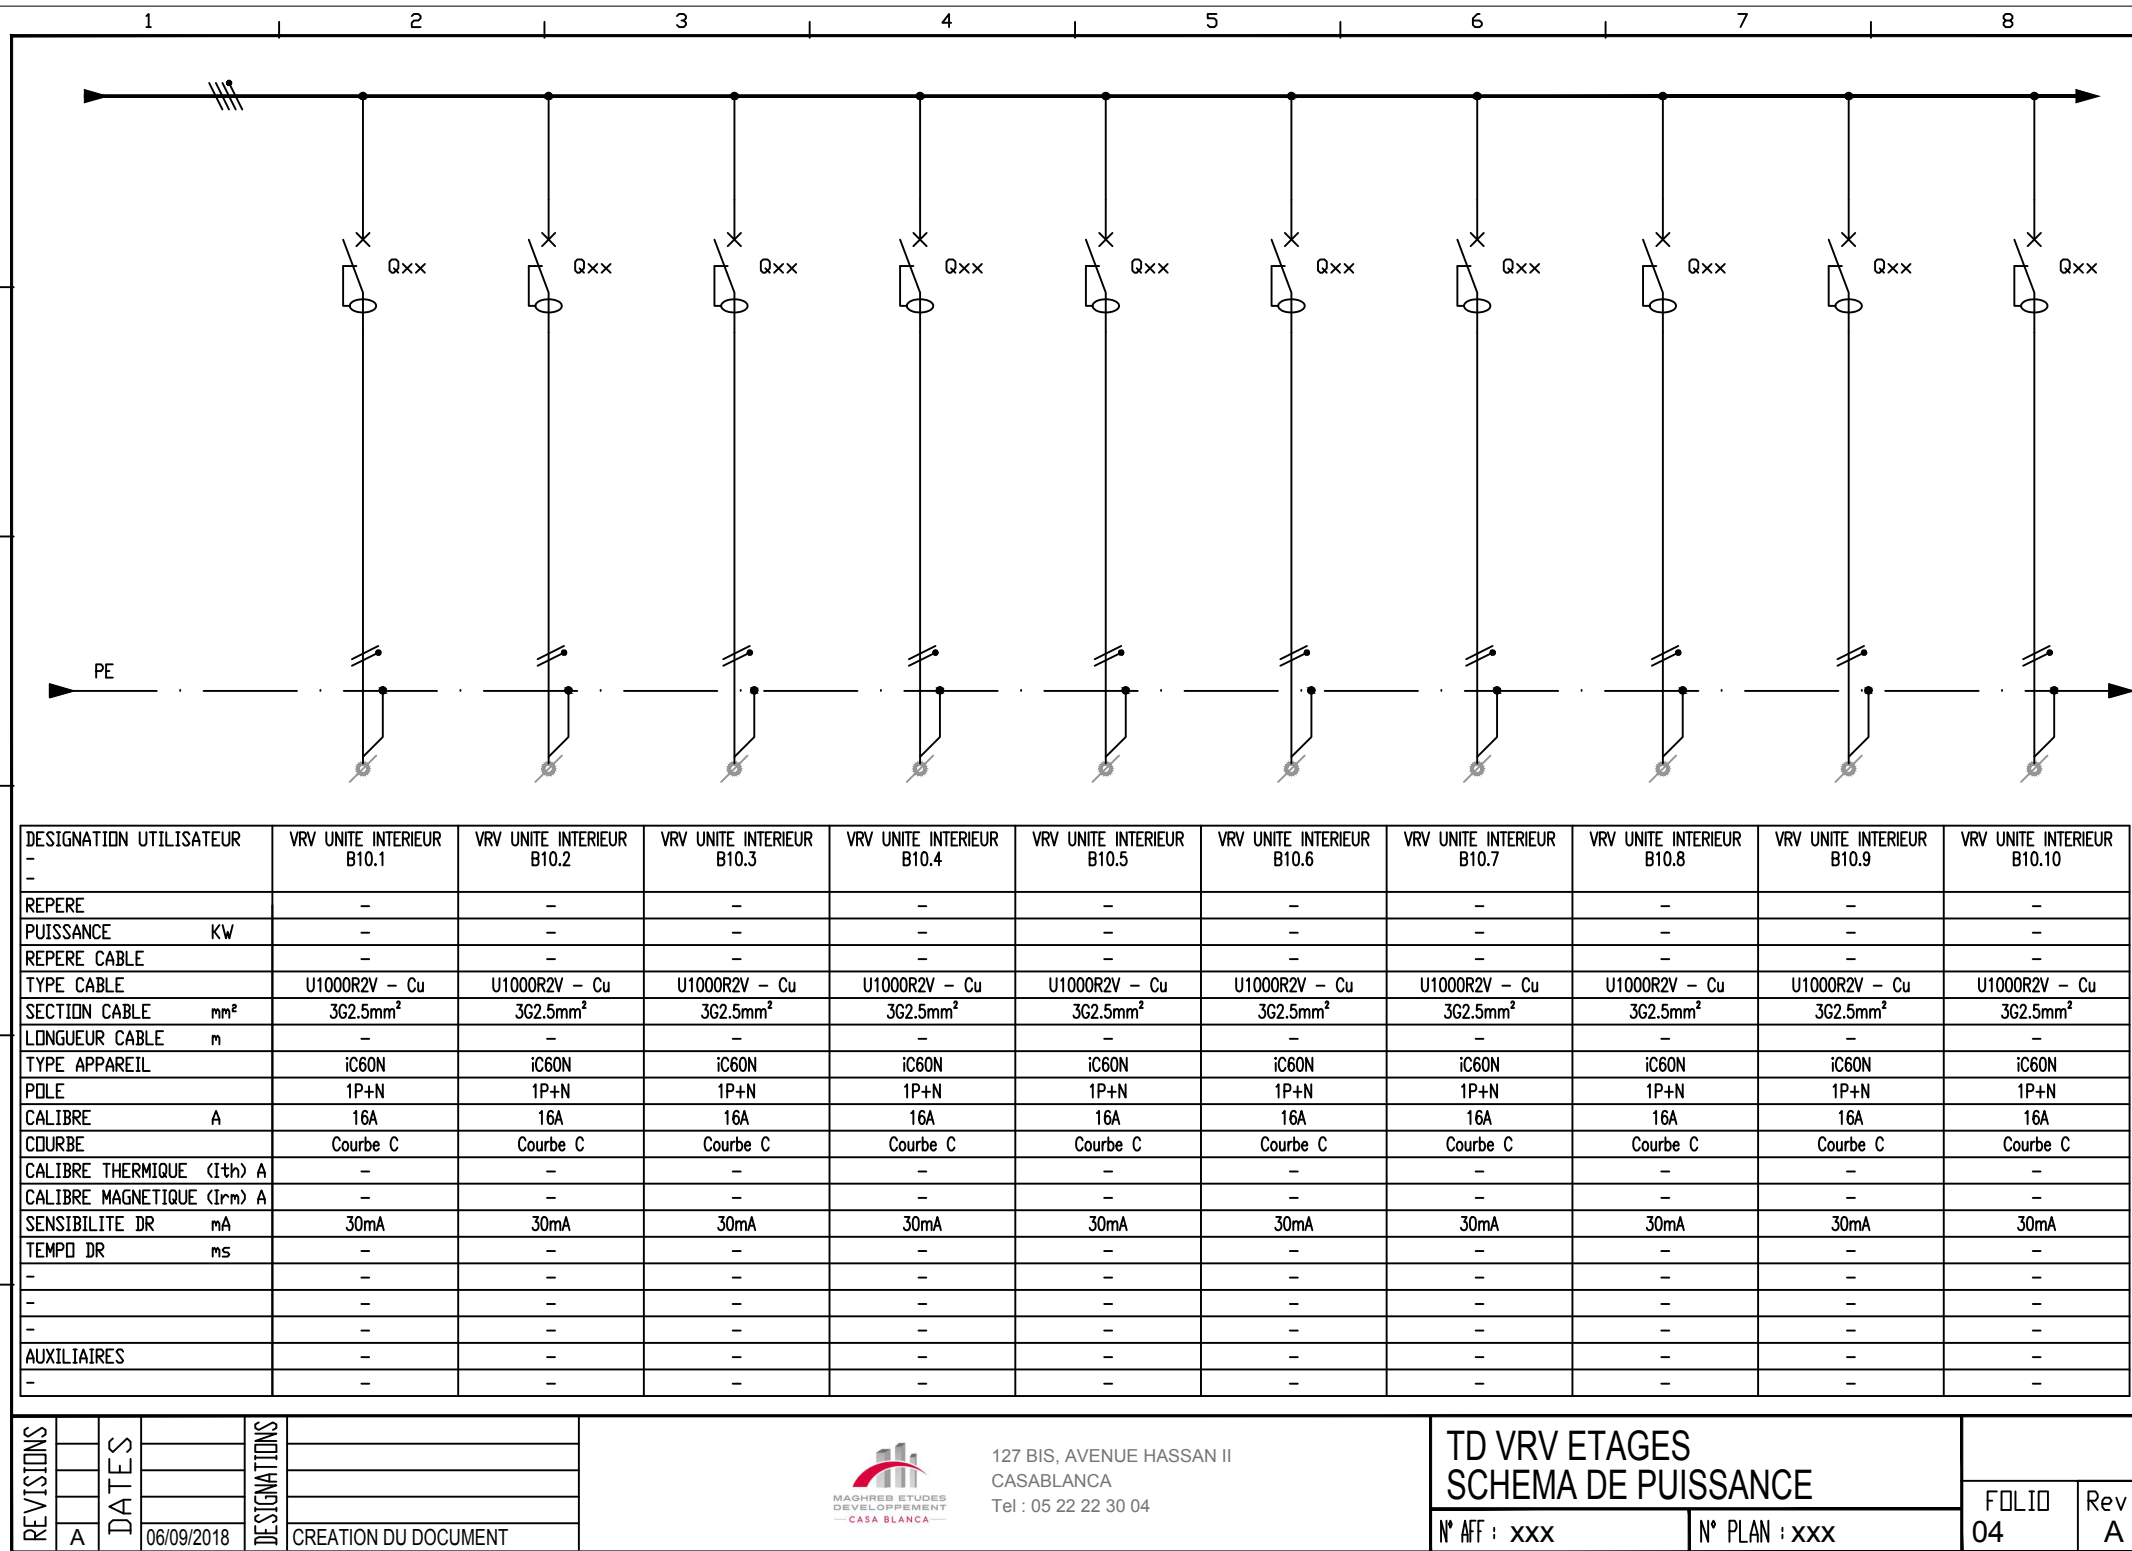 1 2 3 4 5 6 7 8
Qxx Qxx Qxx Qxx Qxx Qxx Qxx Qxx Qxx Qxx
PE
DESIGNATION UTILISATEUR VRV UNITE INTERIEUR VRV UNITE INTERIEUR VRV UNITE INTERIEUR VRV UNITE INTERIEUR VRV UNITE INTERIEUR VRV UNITE INTERIEUR VRV UNITE INTERIEUR VRV UNITE INTERIEUR VRV UNITE INTERIEUR VRV UNITE INTERIEUR
- B10.1 B10.2 B10.3 B10.4 B10.5 B10.6 B10.7 B10.8 B10.9 B10.10
-
REPERE - - - - - - - - - -
PUISSANCE KW - - - - - - - - - -
REPERE CABLE - - - - - - - - - -
TYPE CABLE U1000R2V - Cu U1000R2V - Cu U1000R2V - Cu U1000R2V - Cu U1000R2V - Cu U1000R2V - Cu U1000R2V - Cu U1000R2V - Cu U1000R2V - Cu U1000R2V - Cu
SECTION CABLE mm² 3G2.5mm² 3G2.5mm² 3G2.5mm² 3G2.5mm² 3G2.5mm² 3G2.5mm² 3G2.5mm² 3G2.5mm² 3G2.5mm² 3G2.5mm²
LONGUEUR CABLE m - - - - - - - - - -
TYPE APPAREIL iC60N iC60N iC60N iC60N iC60N iC60N iC60N iC60N iC60N iC60N
POLE 1P+N 1P+N 1P+N 1P+N 1P+N 1P+N 1P+N 1P+N 1P+N 1P+N
CALIBRE A 16A 16A 16A 16A 16A 16A 16A 16A 16A 16A
COURBE Courbe C Courbe C Courbe C Courbe C Courbe C Courbe C Courbe C Courbe C Courbe C Courbe C
CALIBRE THERMIQUE (Ith) A - - - - - - - - - -
CALIBRE MAGNETIQUE (Irm) A - - - - - - - - - -
SENSIBILITE DR mA 30mA 30mA 30mA 30mA 30mA 30mA 30mA 30mA 30mA 30mA
TEMPO DR ms - - - - - - - - - -
- - - - - - - - - - -
- - - - - - - - - - -
- - - - - - - - - - -
AUXILIAIRES - - - - - - - - - -
- - - - - - - - - - -
REVISIONS
A
DATES
06/09/2018
DESIGNATIONS
CREATION DU DOCUMENT
MAGHREB ETUDES
DEVELOPPEMENT
CASA BLANCA
127 BIS, AVENUE HASSAN II
CASABLANCA
Tel : 05 22 22 30 04
TD VRV ETAGES
SCHEMA DE PUISSANCE
N° AFF : xxx
N° PLAN : xxx
FOLIO
04
Rev
A